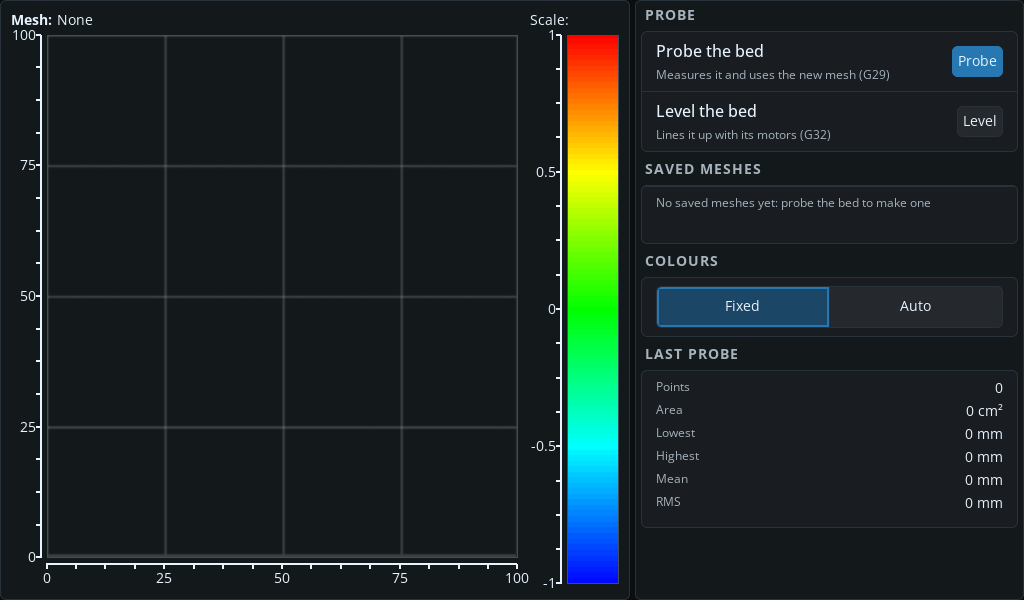 Mesh: None
Scale:
100
75
50
25
0
0
25
50
75
100
1
0.5
0
-0.5
-1
PROBE
Probe the bed
Measures it and uses the new mesh (G29)
Probe
Level the bed
Lines it up with its motors (G32)
Level
SAVED MESHES
No saved meshes yet: probe the bed to make one
COLOURS
Fixed
Auto
LAST PROBE
Points 0
Area 0 cm²
Lowest 0 mm
Highest 0 mm
Mean 0 mm
RMS 0 mm